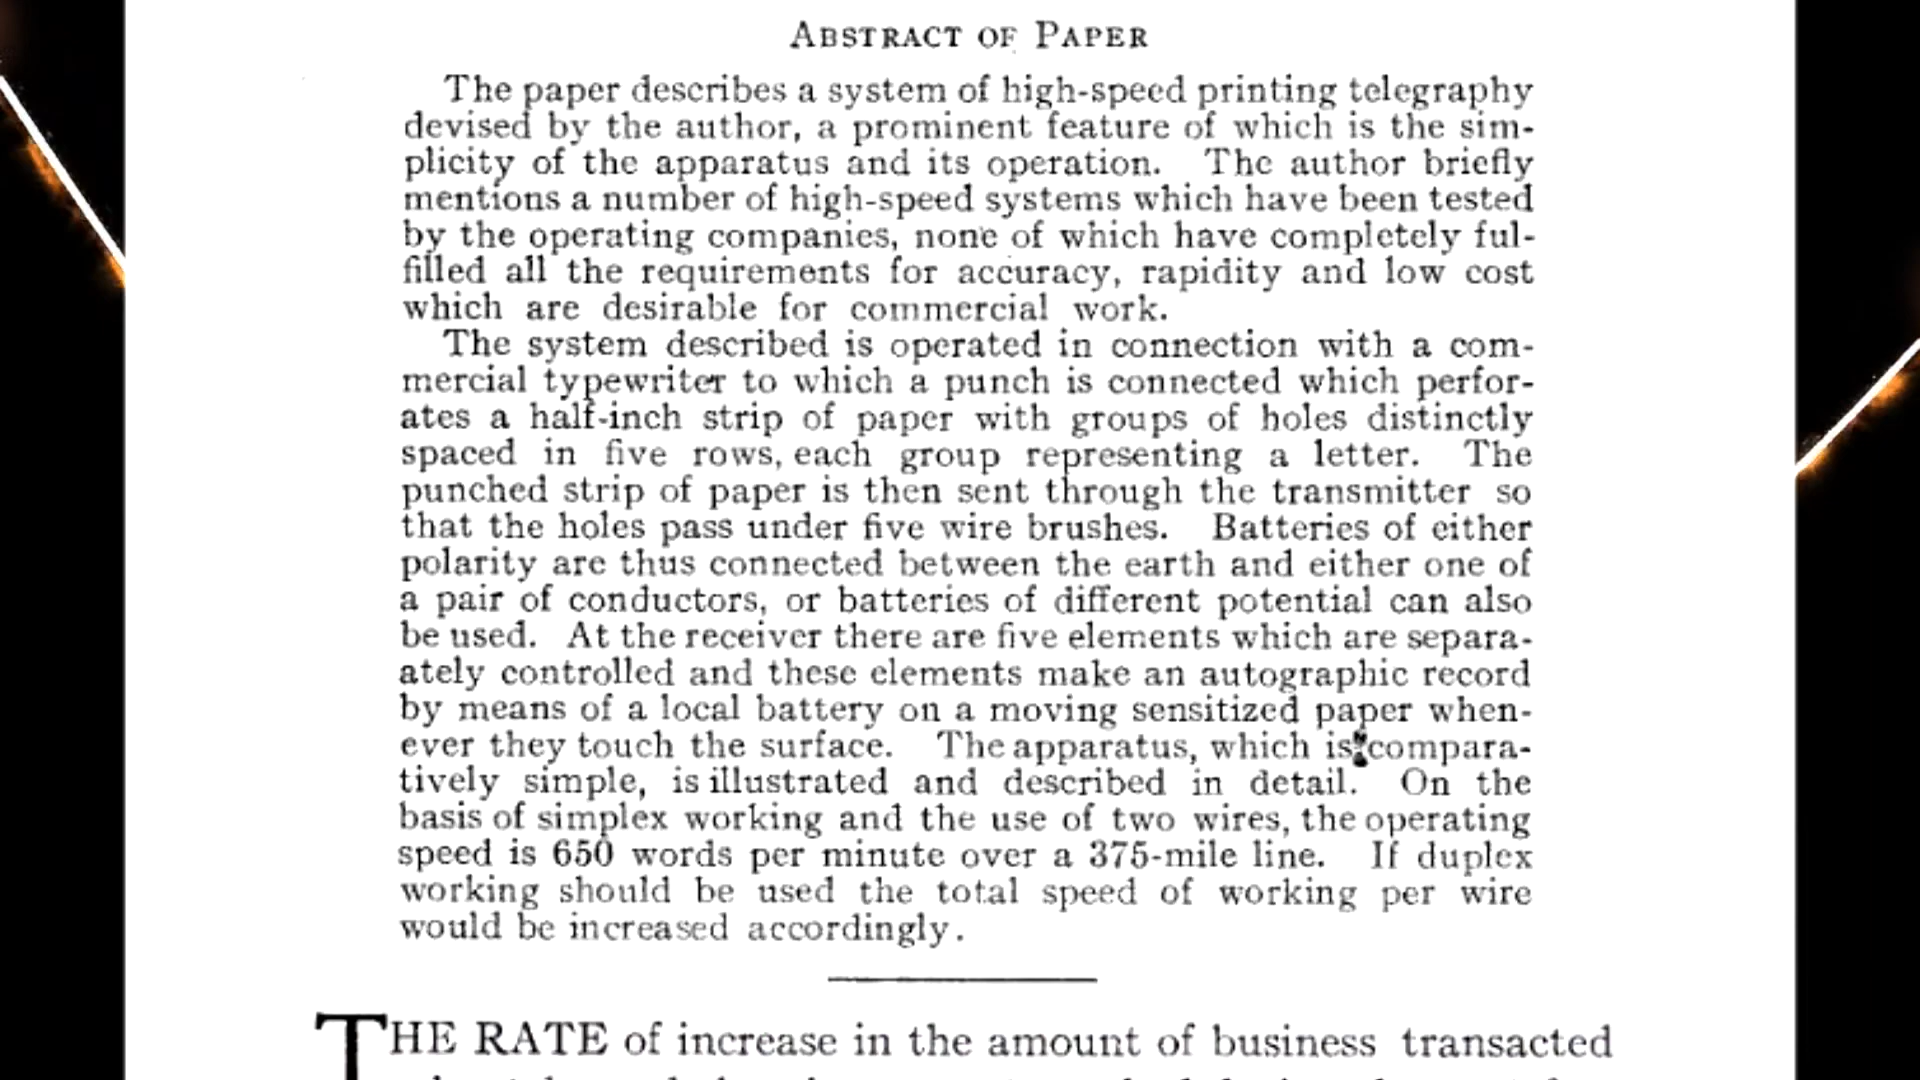 ABSTRACT OF PAPER
The paper describes a system of high-speed printing telegraphy
devised by the author, a prominent feature of which is the sim-
plicity of the apparatus and its operation. The author briefly
mentions a number of high-speed systems which have been tested
by the operating companies, none of which have completely ful-
filled all the requirements for accuracy, rapidity and low cost
which are desirable for commercial work.
The system described is operated in connection with a com-
mercial typewriter to which a punch is connected which perfor-
ates a half-inch strip of paper with groups of holes distinctly
spaced in five rows, each group representing a letter. The
punched strip of paper is then sent through the transmitter so
that the holes pass under five wire brushes. Batteries of either
polarity are thus connected between the earth and either one of
a pair of conductors, or batteries of different potential can also
be used. At the receiver there are five elements which are separa-
ately controlled and these elements make an autographic record
by means of a local battery on a moving sensitized paper when-
ever they touch the surface. The apparatus, which is compara-
tively simple, is illustrated and described in detail. On the
basis of simplex working and the use of two wires, the operating
speed is 650 words per minute over a 375-mile line. If duplex
working should be used the total speed of working per wire
would be increased accordingly.
THE RATE of increase in the amount of business transacted